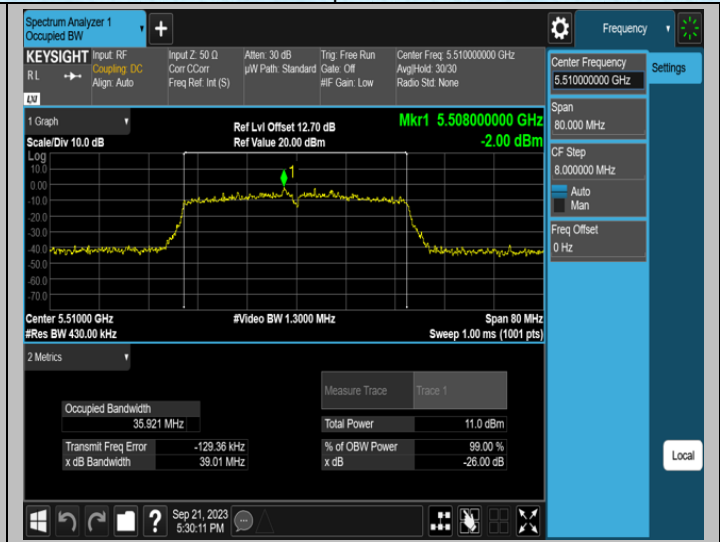 Spectrum Analyzer 1
Occupied BW
Frequency
KEYSIGHT
Input: RF
Input Z: 50 Ω
Atten: 30 dB
Trig: Free Run
Center Freq: 5.510000000 GHz
RL
Coupling: DC
Corr CCorr
µW Path: Standard
Gate: Off
Avg|Hold: 30/30
Align: Auto
Freq Ref: Int (S)
#IF Gain: Low
Radio Std: None
LXI
Center Frequency
5.510000000 GHz
Settings
Span
80.000 MHz
CF Step
8.000000 MHz
Auto
Man
Freq Offset
0 Hz
1 Graph
Ref Lvl Offset 12.70 dB
Mkr1 5.508000000 GHz
Scale/Div 10.0 dB
Ref Value 20.00 dBm
-2.00 dBm
Log
10.0
0.00
-10.0
-20.0
-30.0
-40.0
-50.0
-60.0
-70.0
1
Center 5.51000 GHz
#Video BW 1.3000 MHz
Span 80 MHz
#Res BW 430.00 kHz
Sweep 1.00 ms (1001 pts)
2 Metrics
Measure Trace
Trace 1
Occupied Bandwidth
35.921 MHz
Total Power
11.0 dBm
Transmit Freq Error
-129.36 kHz
% of OBW Power
99.00 %
x dB Bandwidth
39.01 MHz
x dB
-26.00 dB
Local
?
Sep 21, 2023
5:30:11 PM